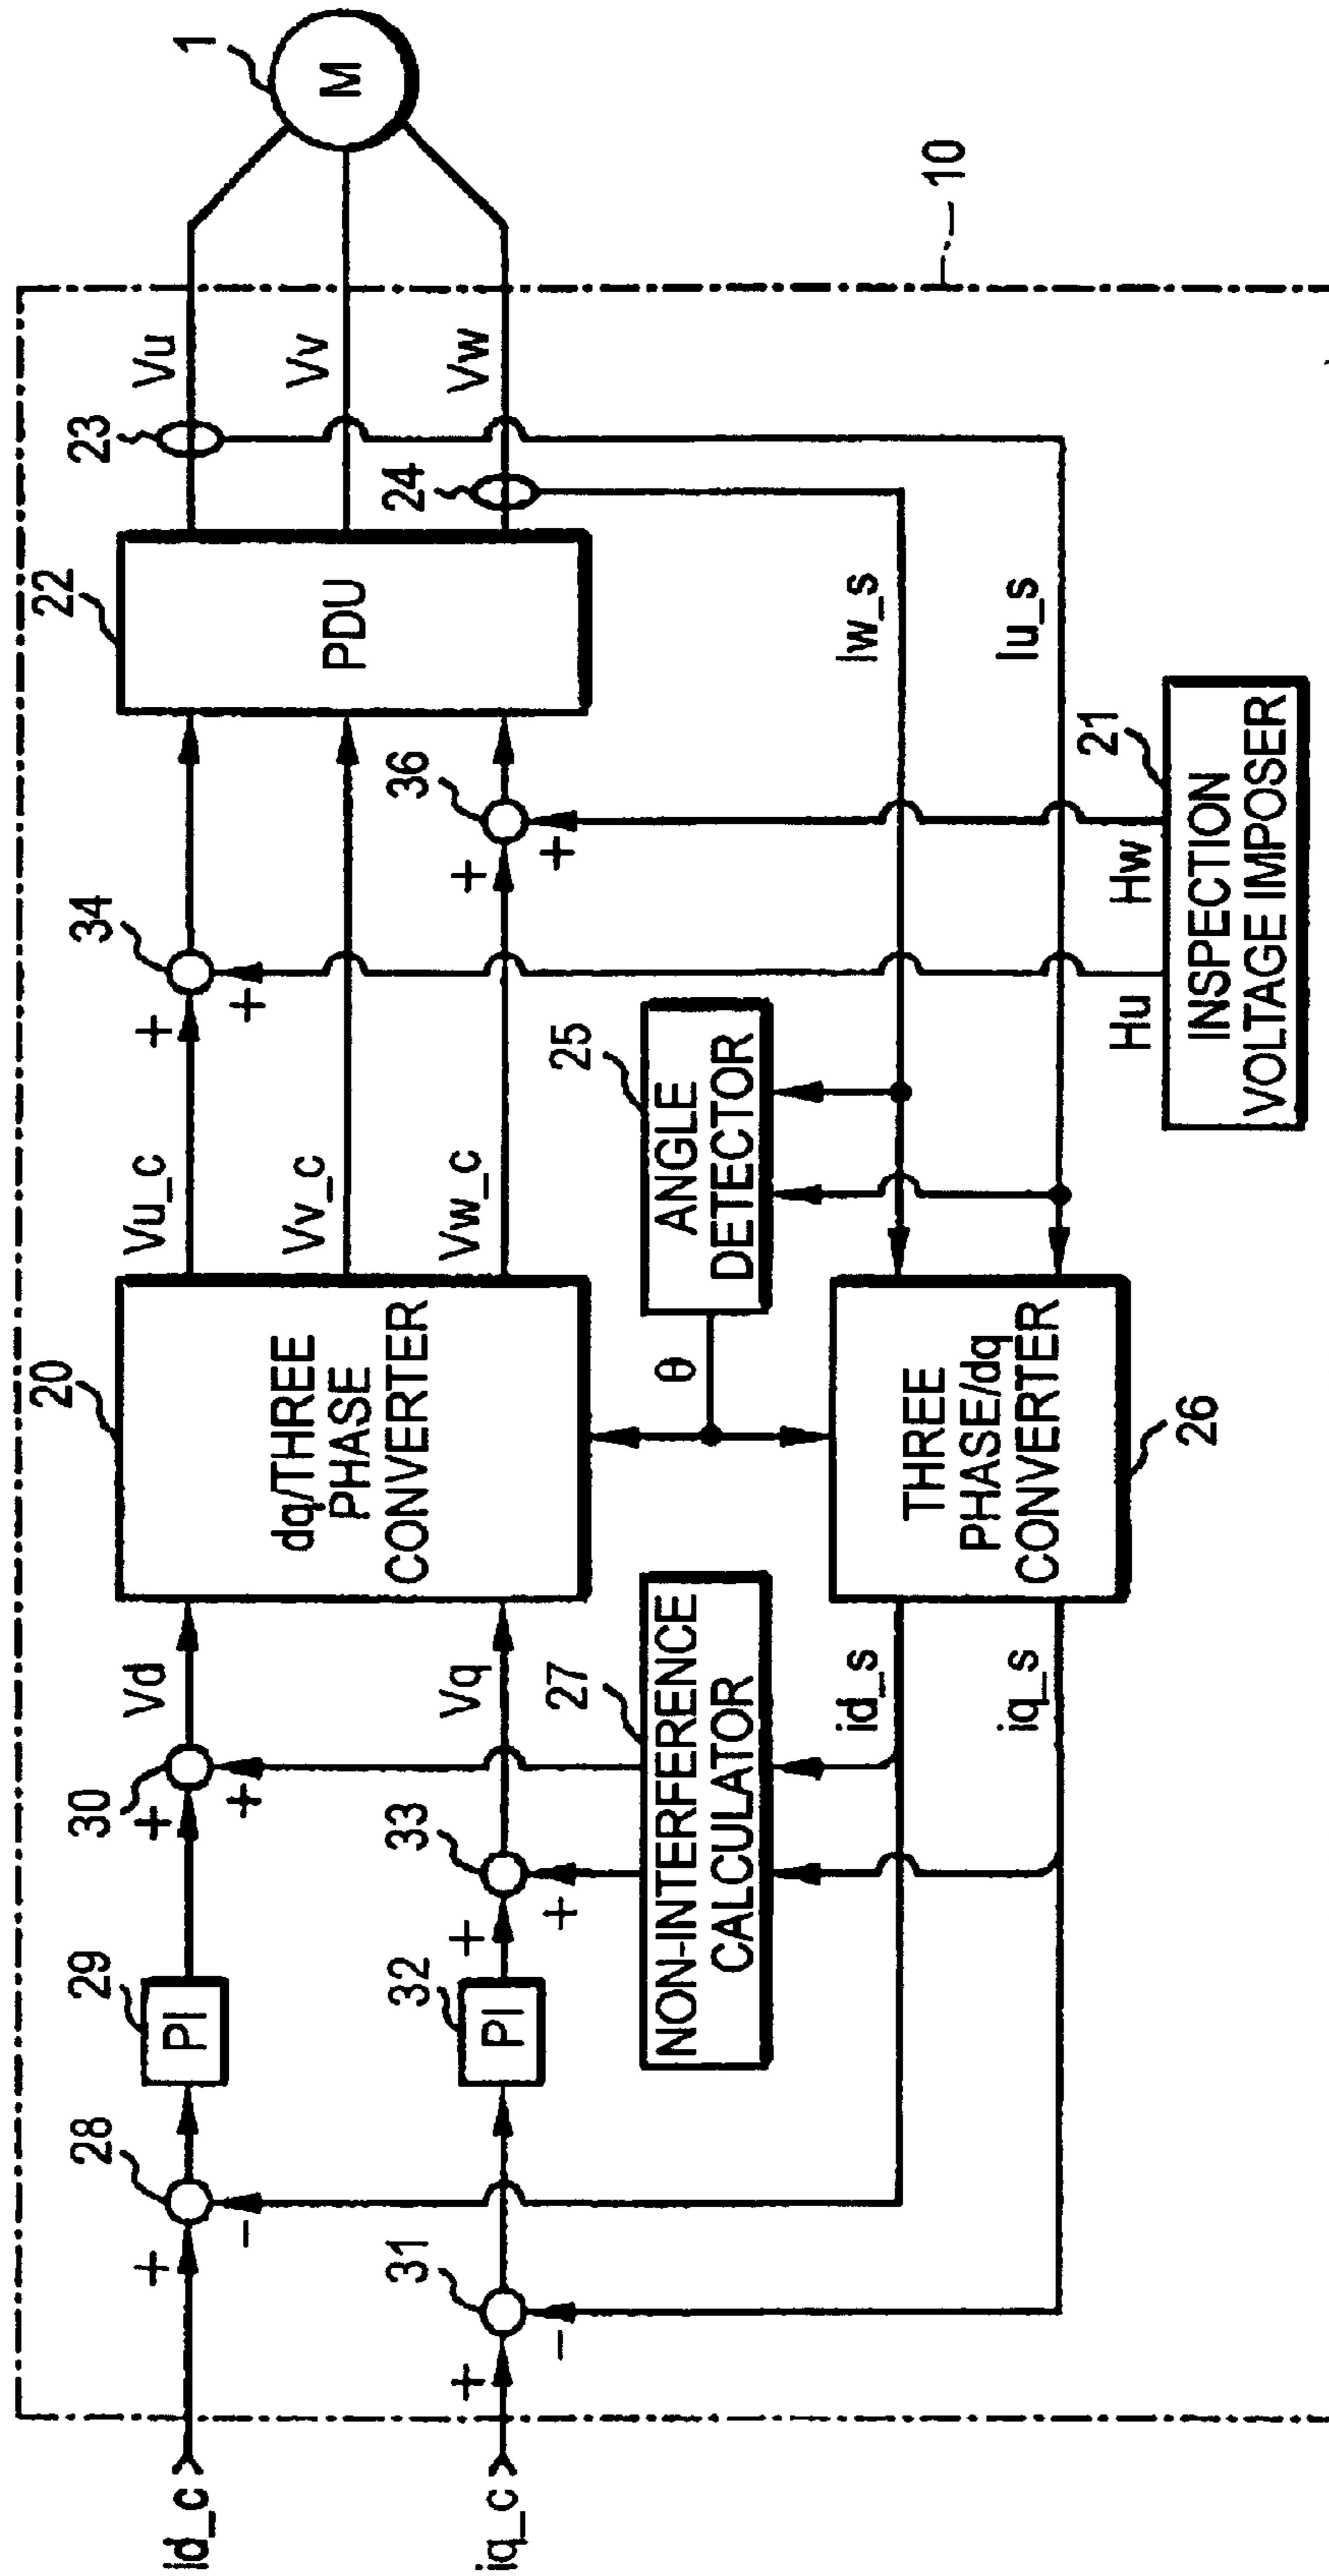 1
M
10
23
Vu
Vv
Vw
24
22
PDU
Iw_s
Iu_s
34
36
21
INSPECTION
VOLTAGE IMPOSER
Hu
Hw
+
+
+
+
Vu_c
Vv_c
Vw_c
25
ANGLE
DETECTOR
θ
20
dq/THREE
PHASE
CONVERTER
THREE
PHASE/dq
CONVERTER
26
Vd
Vq
id_s
iq_s
27
NON-INTERFERENCE
CALCULATOR
30
+
+
33
+
+
29
PI
32
PI
28
+
-
31
+
-
id_c
iq_c